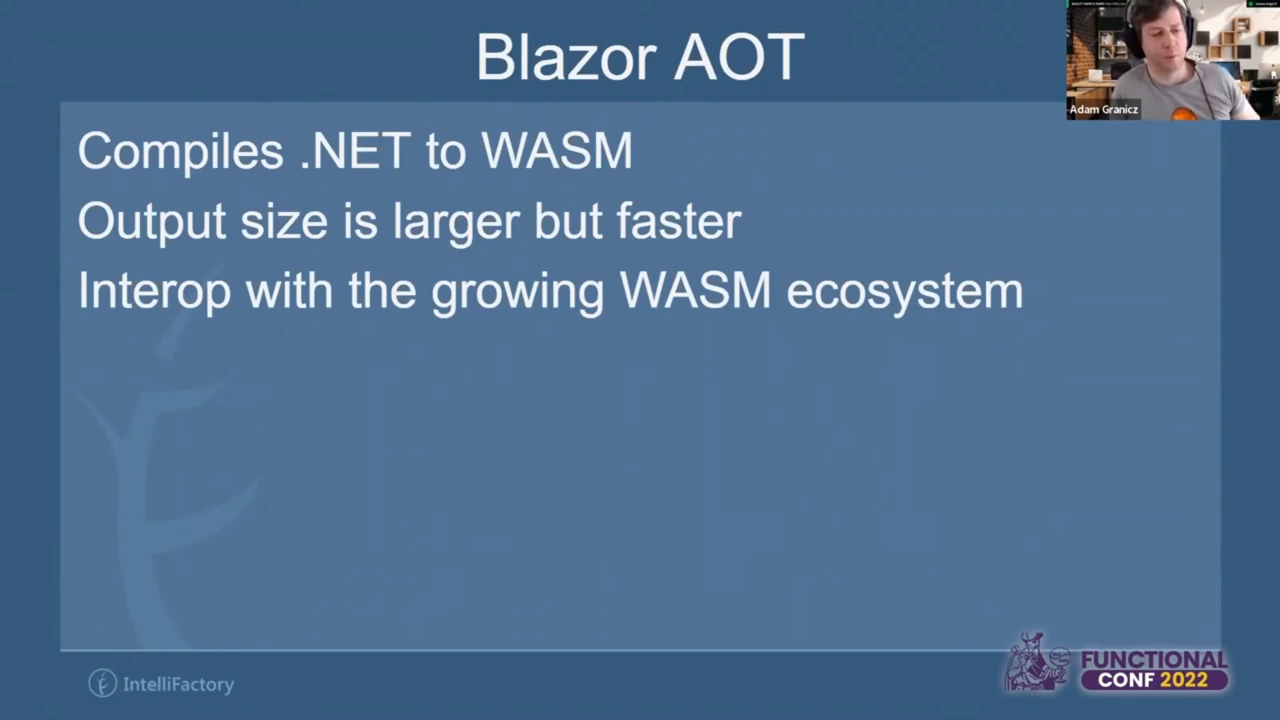 Blazor AOT
Adam Granicz
Compiles .NET to WASM
Output size is larger but faster
Interop with the growing WASM ecosystem
IntelliFactory
FUNCTIONAL
CONF 2022